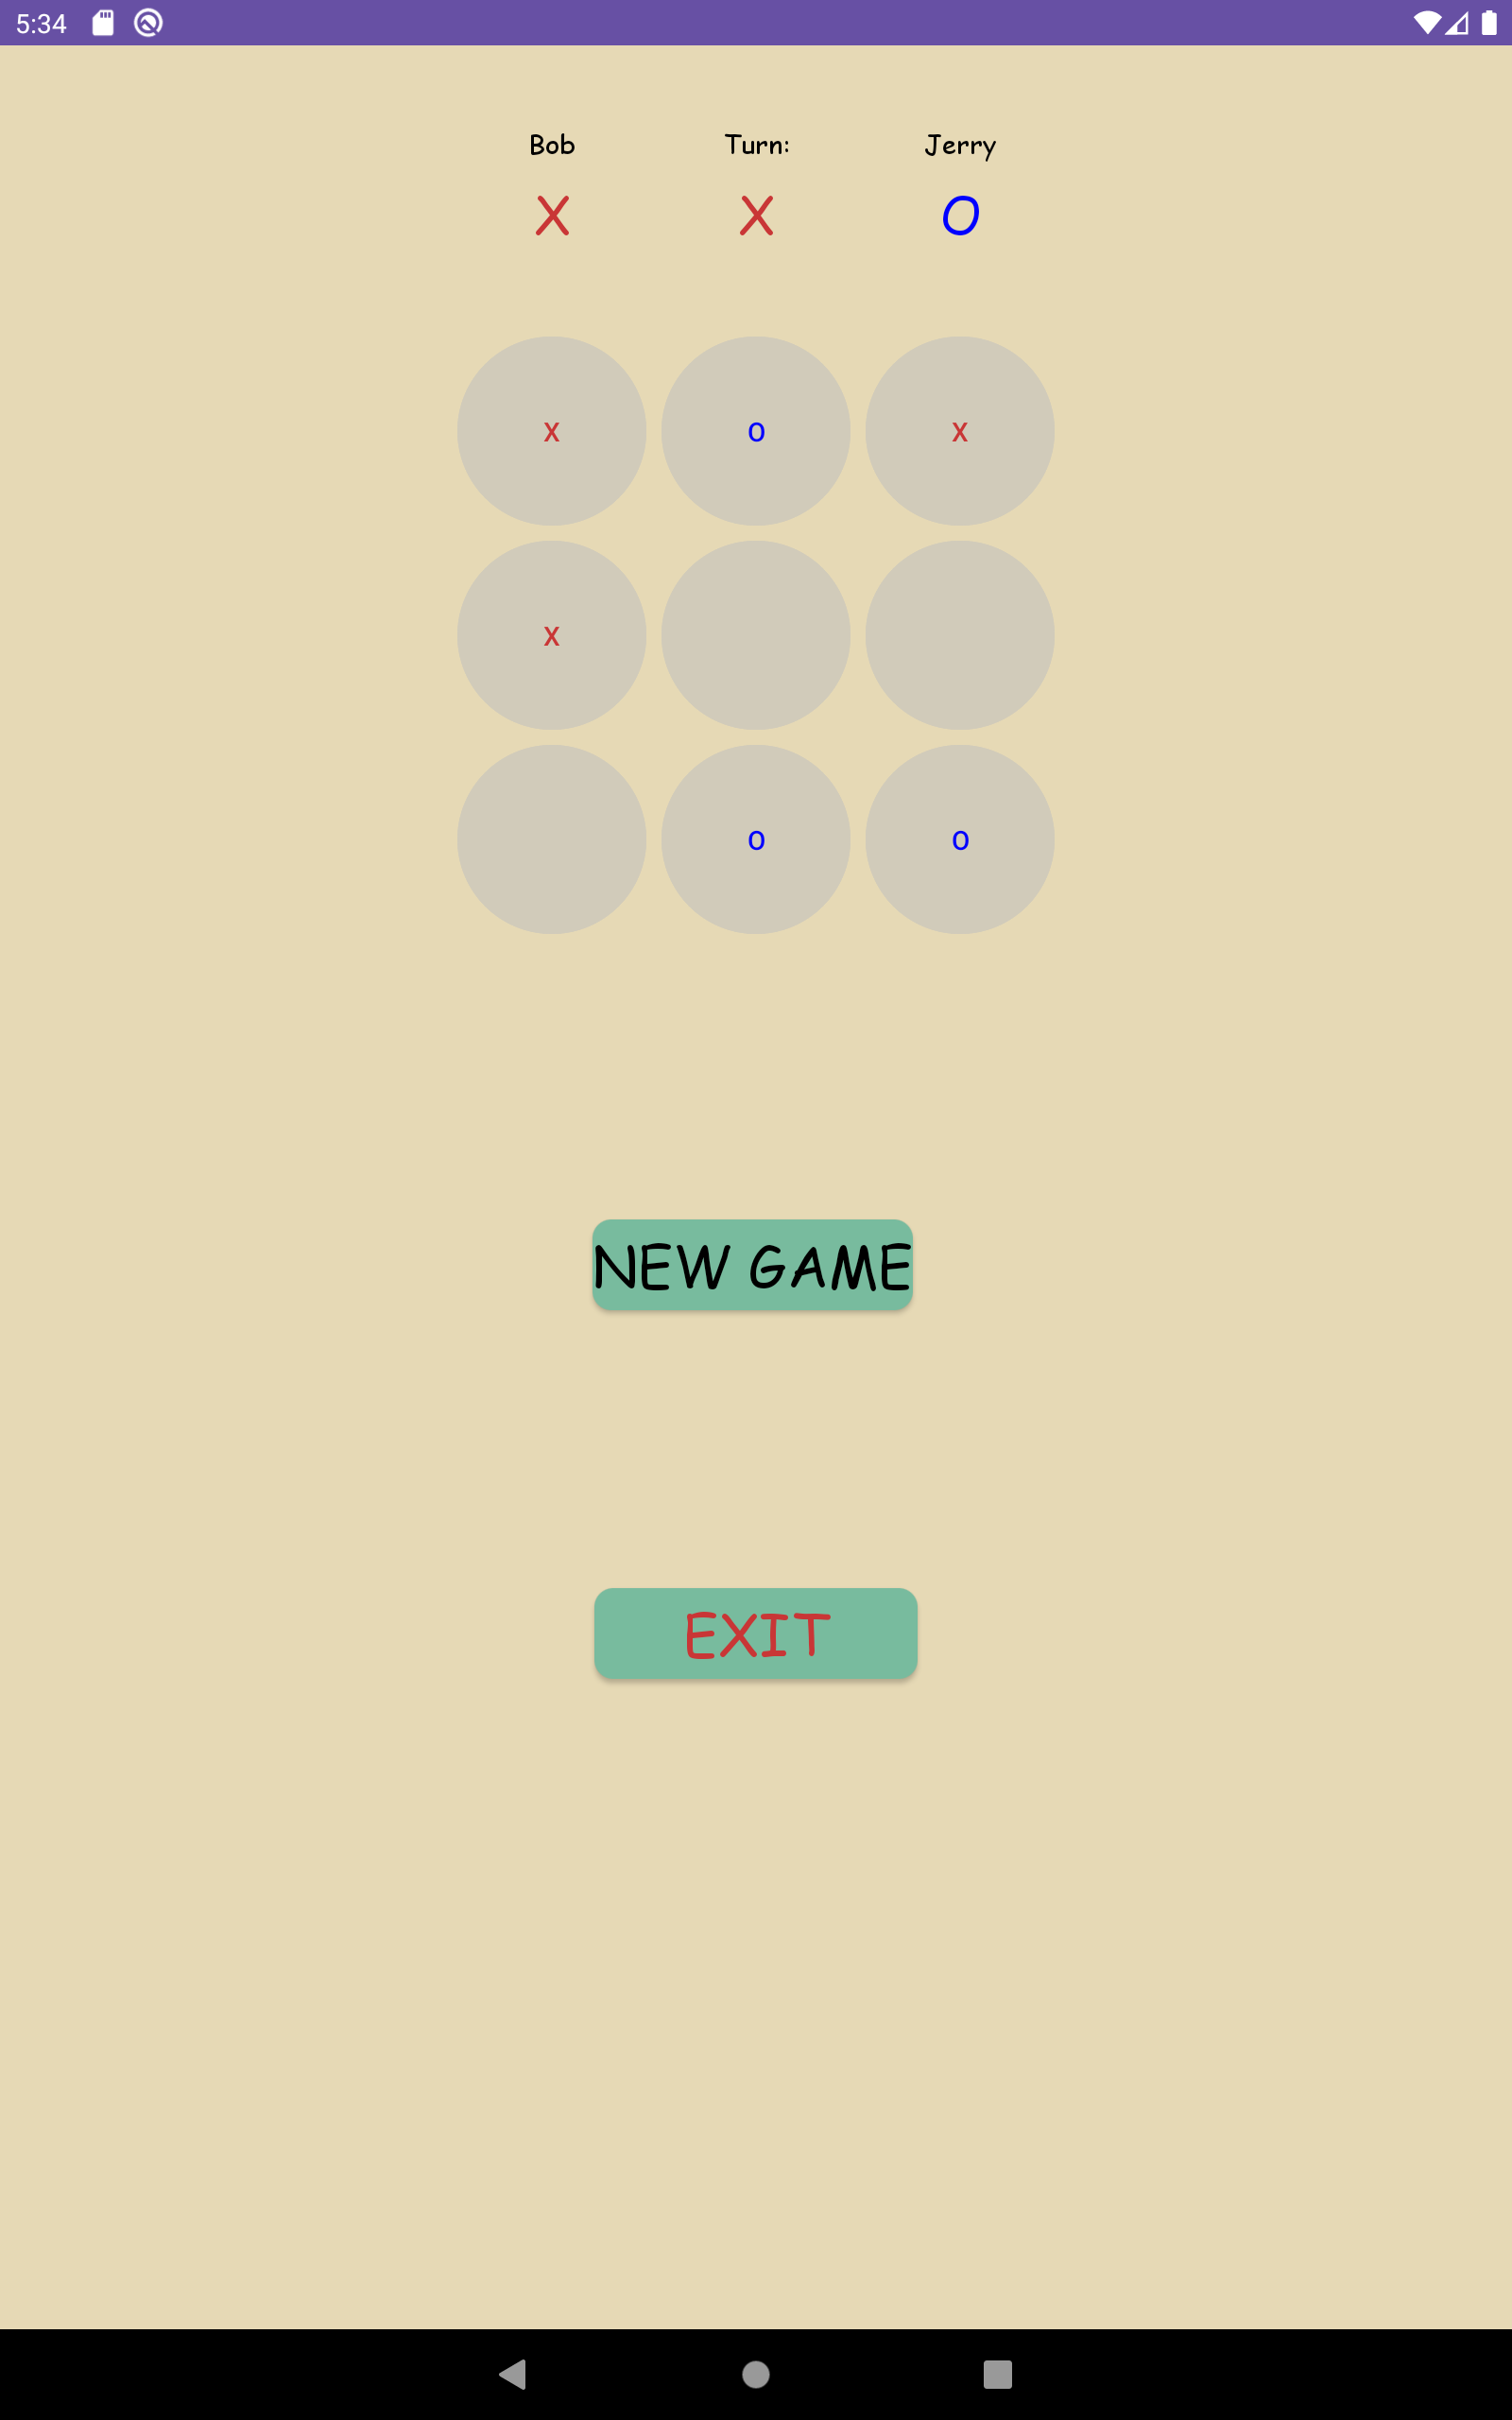 5:34
Bob Turn: Jerry
X X O
X O X
X
O O
NEW GAME
EXIT